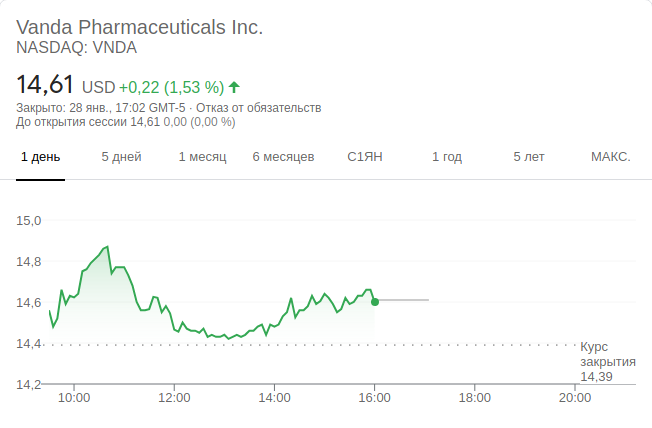 Vanda Pharmaceuticals Inc.
NASDAQ: VNDA
14,61 USD +0,22 (1,53 %)
Закрыто: 28 янв., 17:02 GMT-5 · Отказ от обязательств
До открытия сессии 14,61 0,00 (0,00 %)
1 день 5 дней 1 месяц 6 месяцев С1ЯН 1 год 5 лет МАКС.
15,0
14,8
14,6
14,4
Курс
закрытия
14,39
14,2
10:00 12:00 14:00 16:00 18:00 20:00